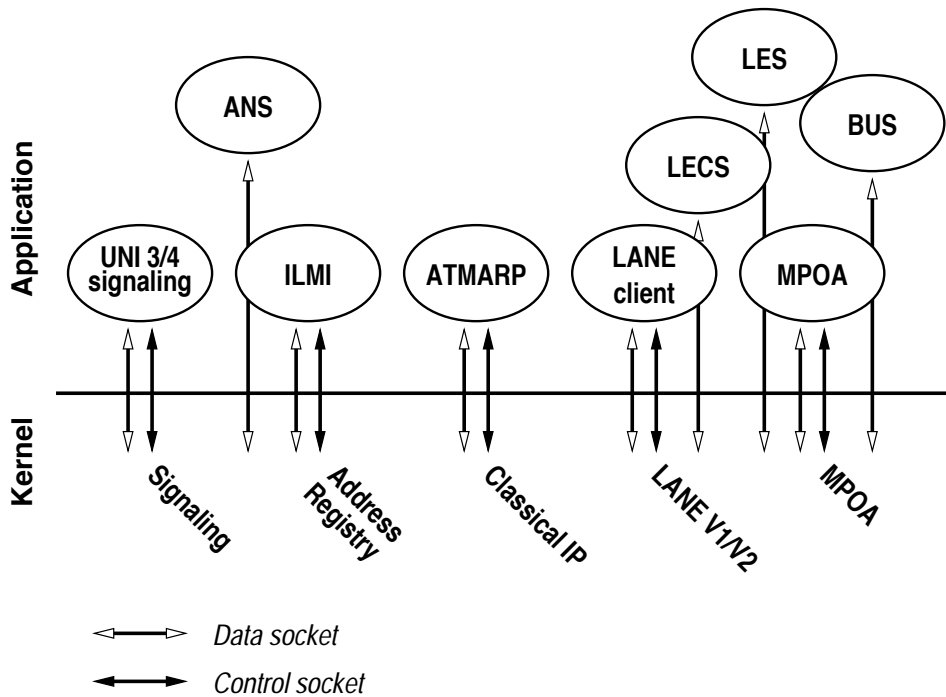 LES
ANS
BUS
LECS
Application
UNI 3/4
signaling
ILMI
ATMARP
LANE
client
MPOA
Kernel
Signaling
Address
Registry
Classical IP
LANE V1/V2
MPOA
Data socket
Control socket